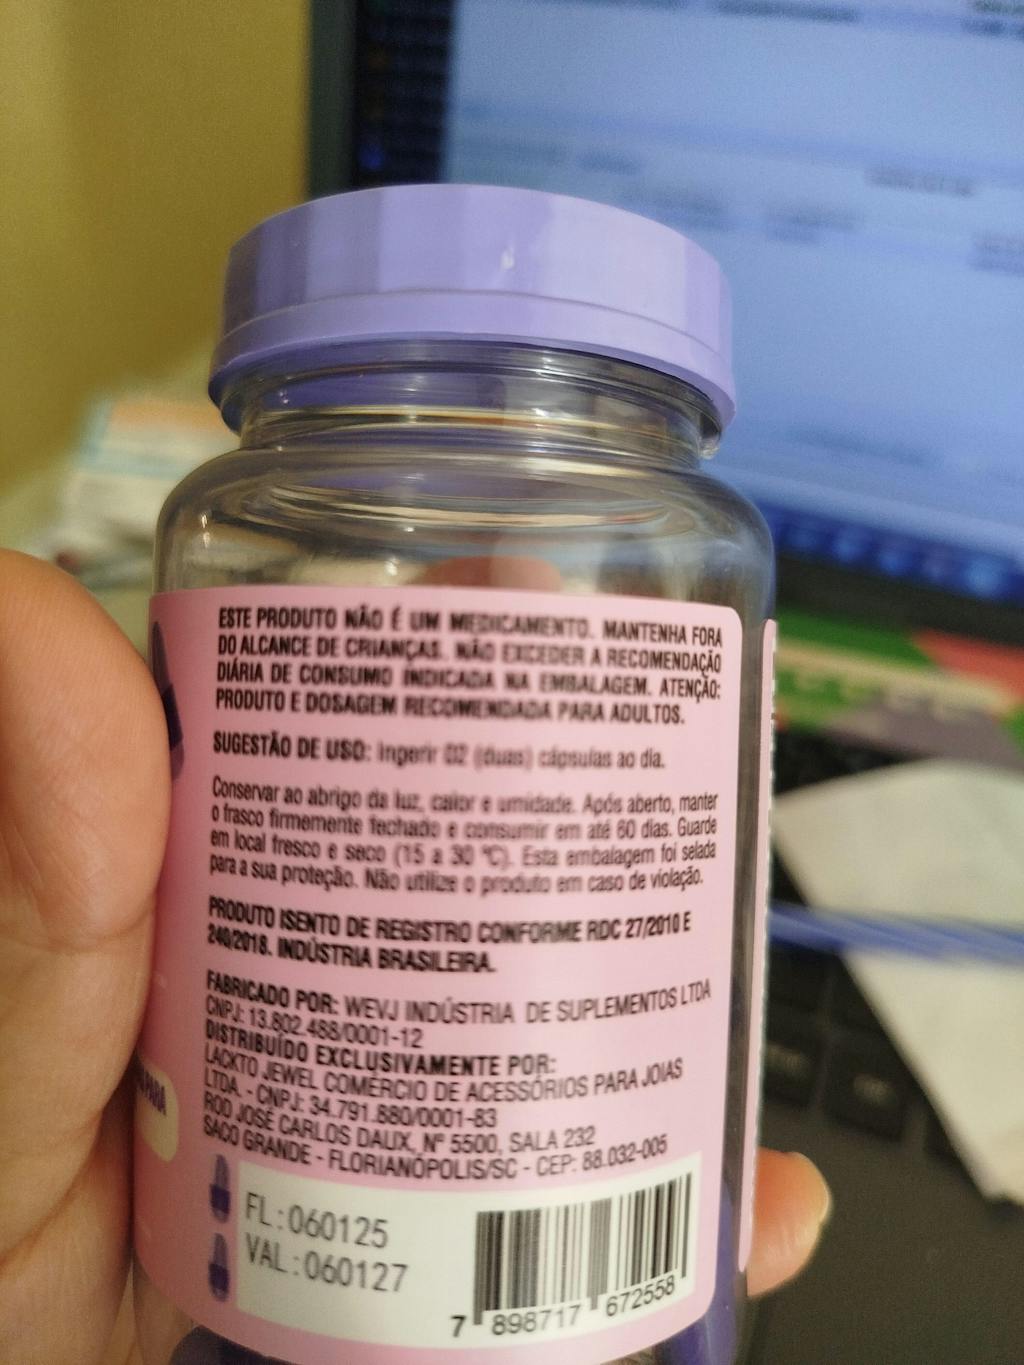 ESTE PRODUTO NÃO É UM MEDICAMENTO. MANTENHA FORA
DO ALCANCE DE CRIANÇAS. NÃO EXCEDER A RECOMENDAÇÃO
DIÁRIA DE CONSUMO INDICADA NA EMBALAGEM. ATENÇÃO:
PRODUTO E DOSAGEM RECOMENDADA PARA ADULTOS.
SUGESTÃO DE USO: Ingerir 02 (duas) cápsulas ao dia.
Conservar ao abrigo da luz, calor e umidade. Após aberto, manter
o frasco firmemente fechado e consumir em até 60 dias. Guarde
em local fresco e seco (15 a 30 °C). Esta embalagem foi selada
para a sua proteção. Não utilize o produto em caso de violação.
PRODUTO ISENTO DE REGISTRO CONFORME RDC 27/2010 E
240/2018. INDÚSTRIA BRASILEIRA.
FABRICADO POR: WEVJ INDÚSTRIA DE SUPLEMENTOS LTDA
CNPJ: 13.802.488/0001-12
DISTRIBUÍDO EXCLUSIVAMENTE POR:
LACKTO JEWEL COMÉRCIO DE ACESSÓRIOS PARA JOIAS
LTDA. - CNPJ: 34.791.880/0001-83
ROD JOSÉ CARLOS DAUX, Nº 5500, SALA 232
SACO GRANDE - FLORIANÓPOLIS/SC - CEP: 88.032-005
FL:060125
VAL:060127
7 898717 672558